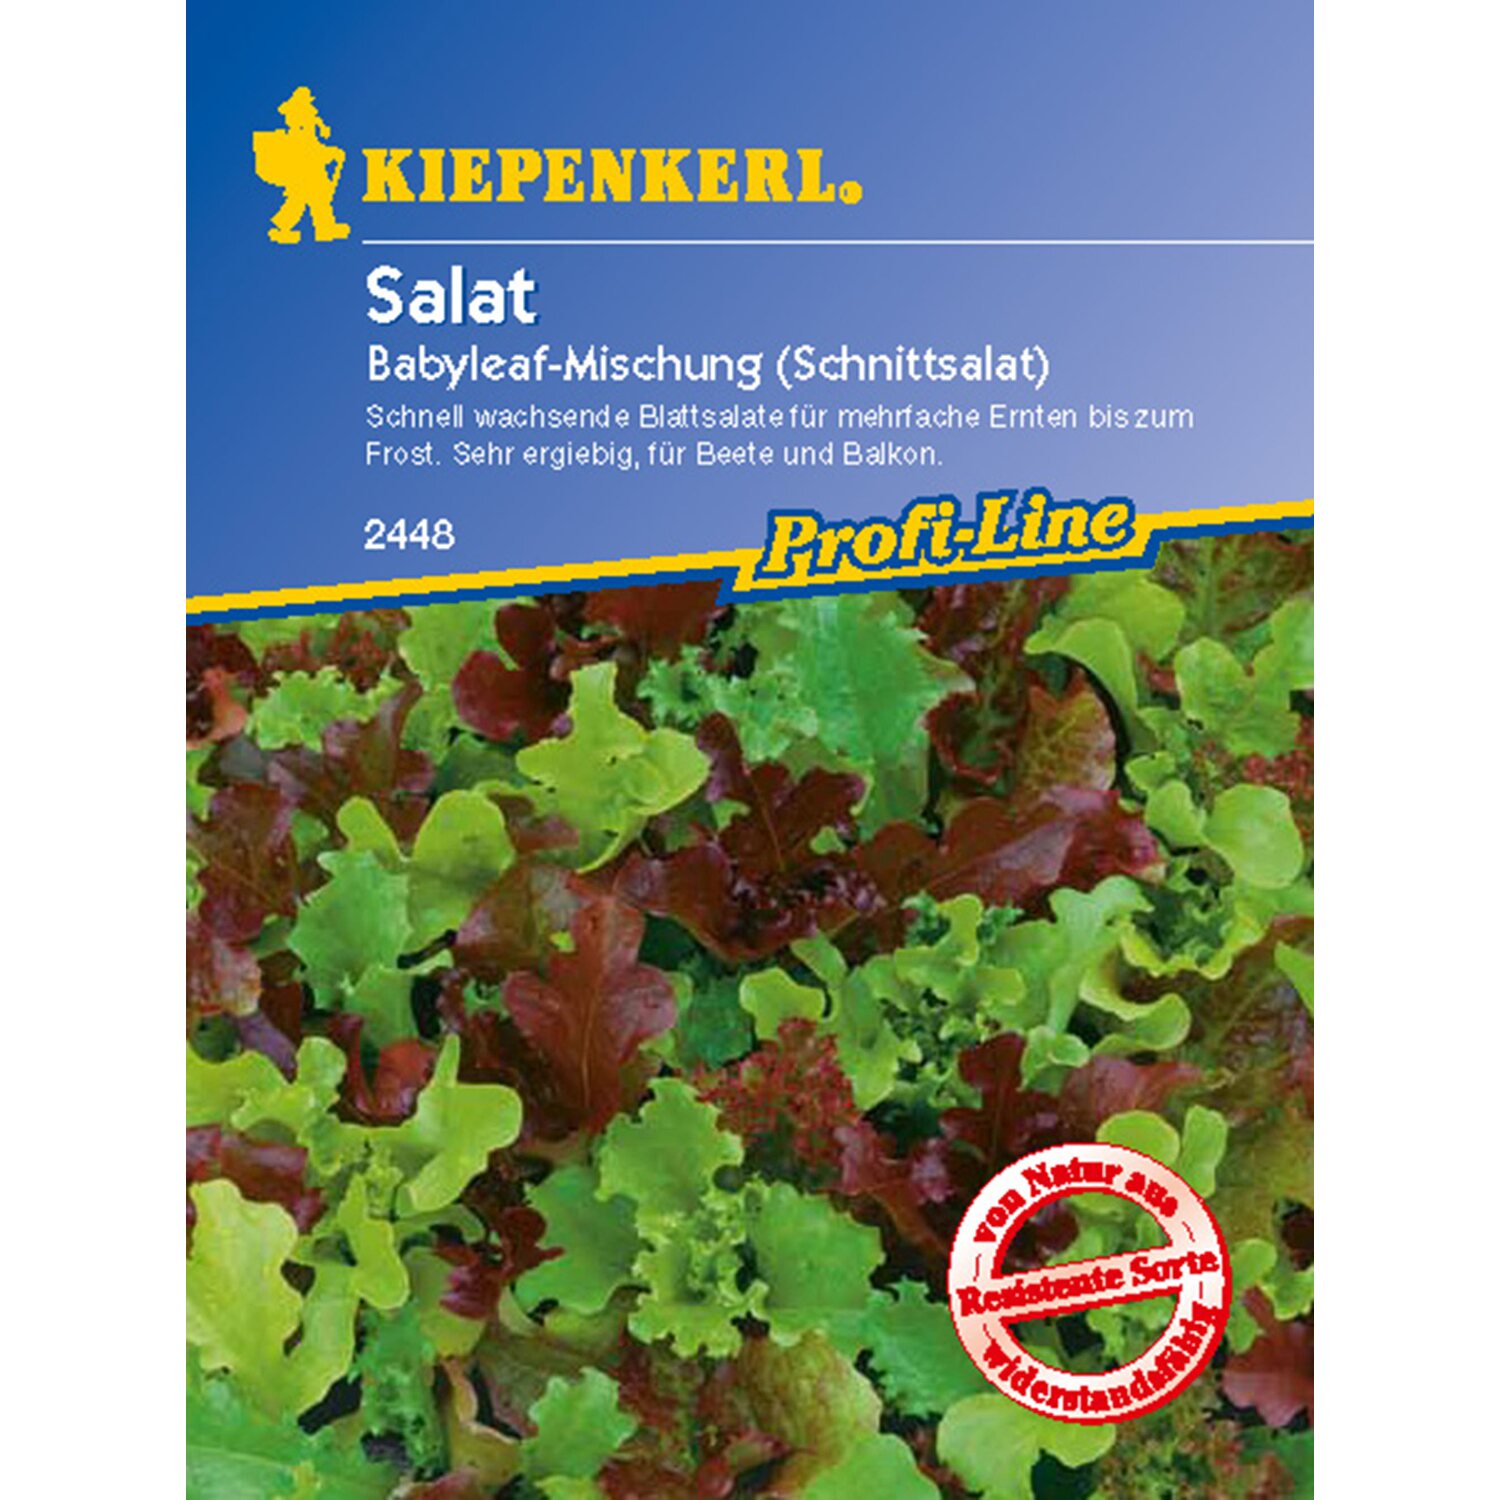 KIEPENKERL
Salat
Babyleaf-Mischung (Schnittsalat)
Schnell wachsende Blattsalate für mehrfache Ernten bis zum
Frost. Sehr ergiebig, für Beete und Balkon.
2448
Profi-Line
von Natur aus
Resistente Sorte
widerstandsfähig